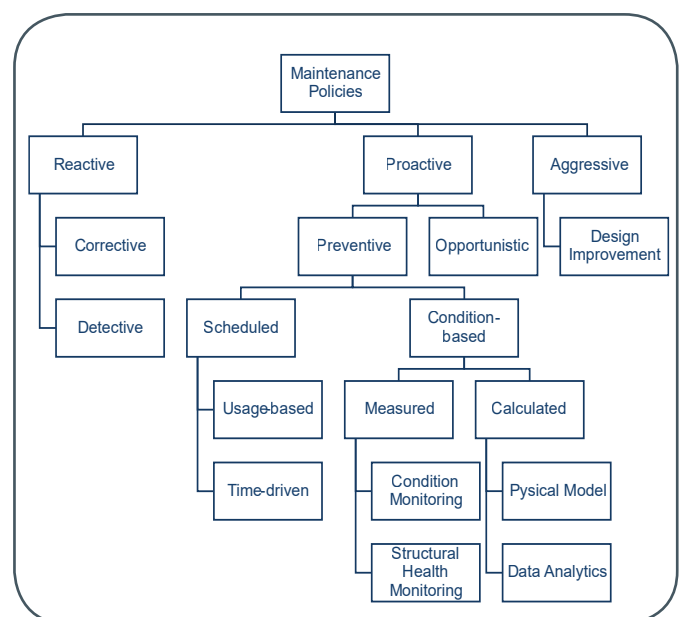 Maintenance
Policies
Reactive
Proactive
Aggressive
Corrective
Preventive
Opportunistic
Design
Improvement
Detective
Scheduled
Condition-
based
Usage-based
Measured
Calculated
Time-driven
Condition
Monitoring
Pysical Model
Structural
Health
Monitoring
Data Analytics